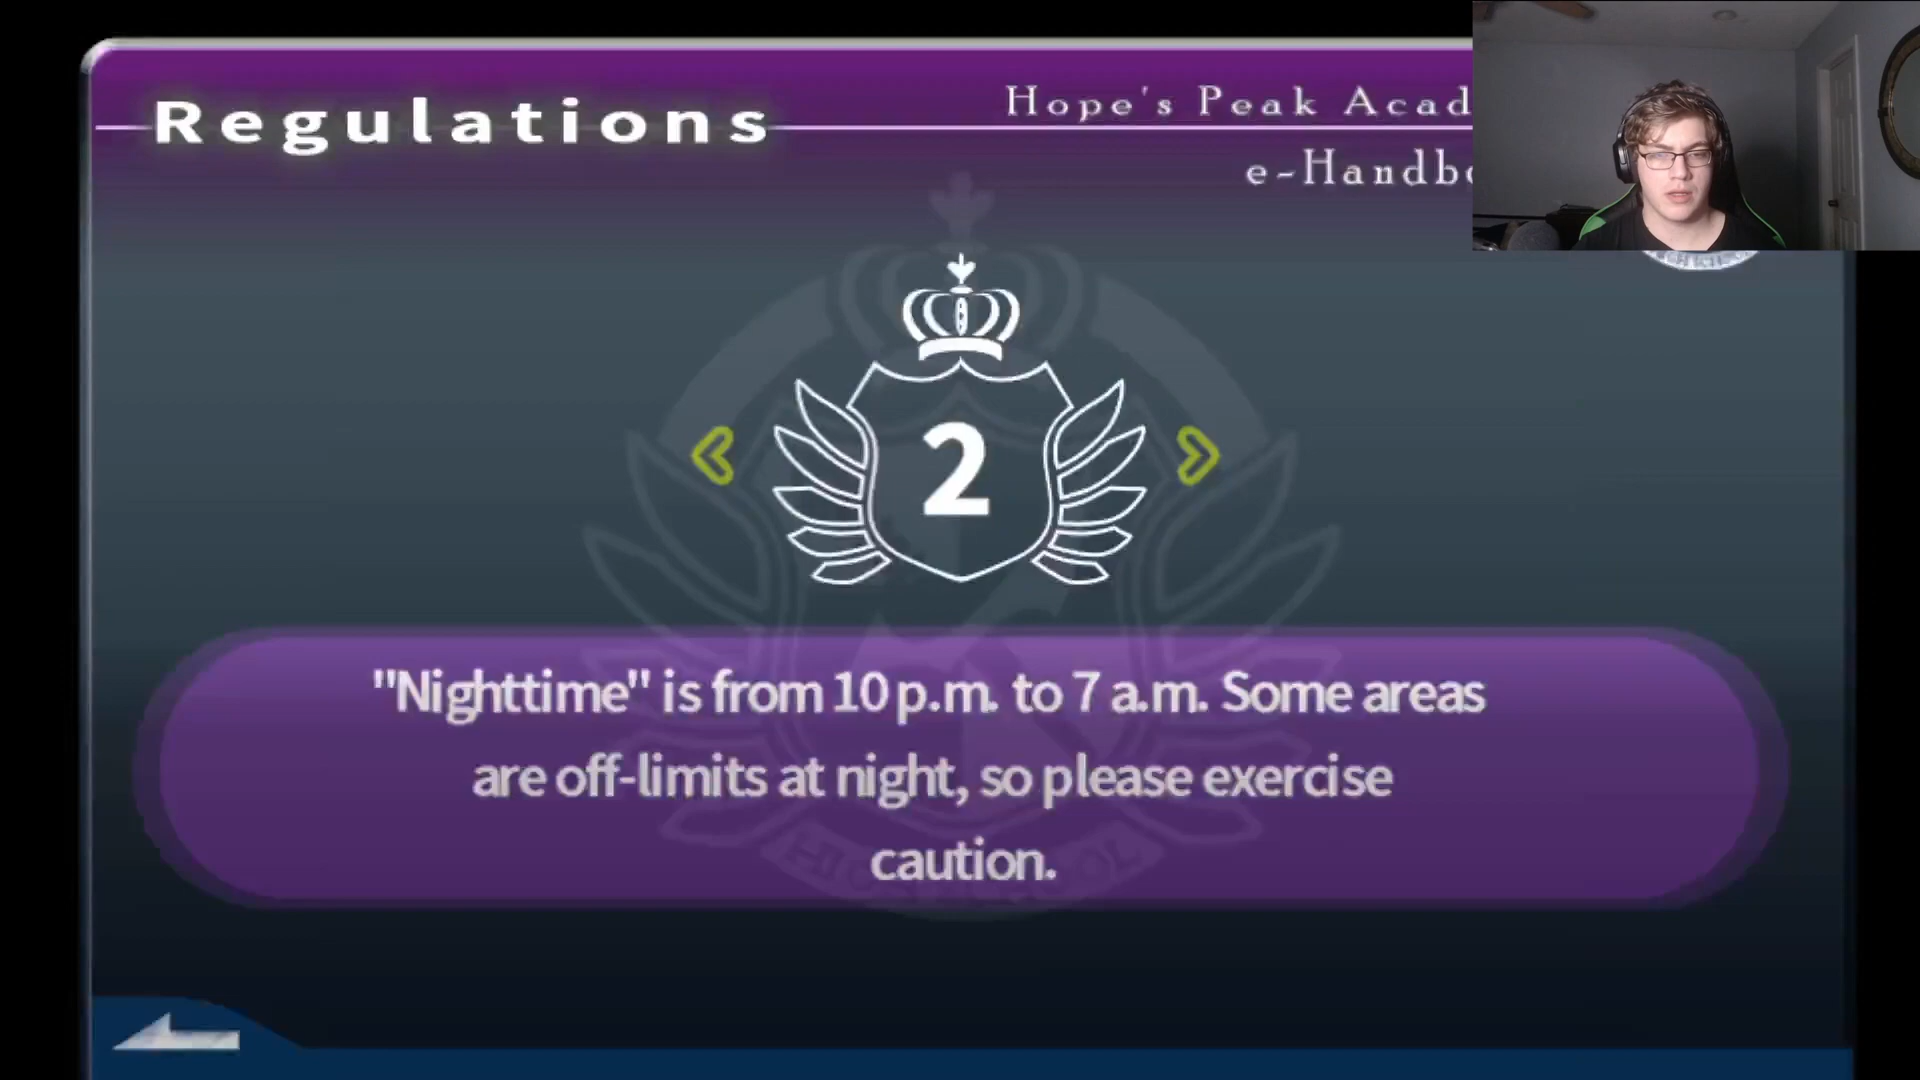 Regulations
Hope's Peak Acad
e-Handbo
2
"Nighttime" is from 10 p.m. to 7 a.m. Some areas
are off-limits at night, so please exercise
caution.